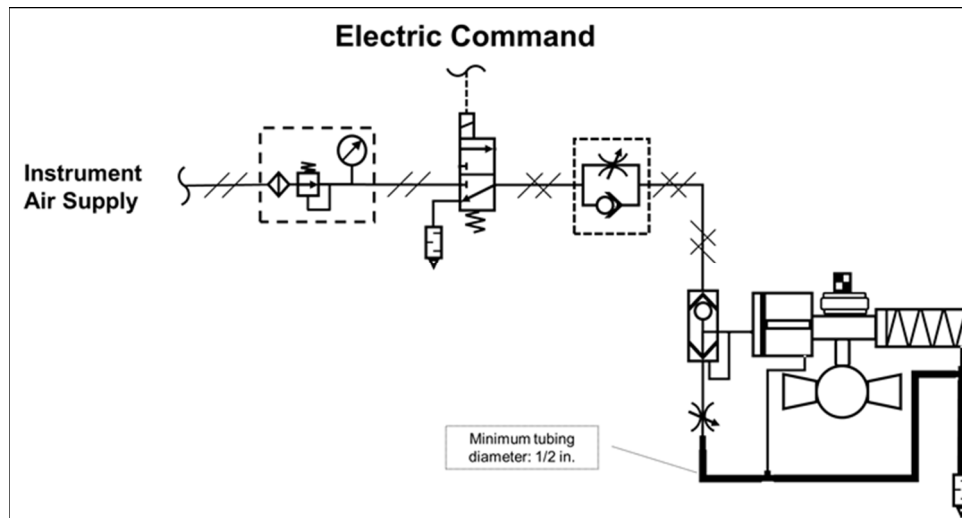 Electric Command
Instrument
Air Supply
Minimum tubing
diameter: 1/2 in.